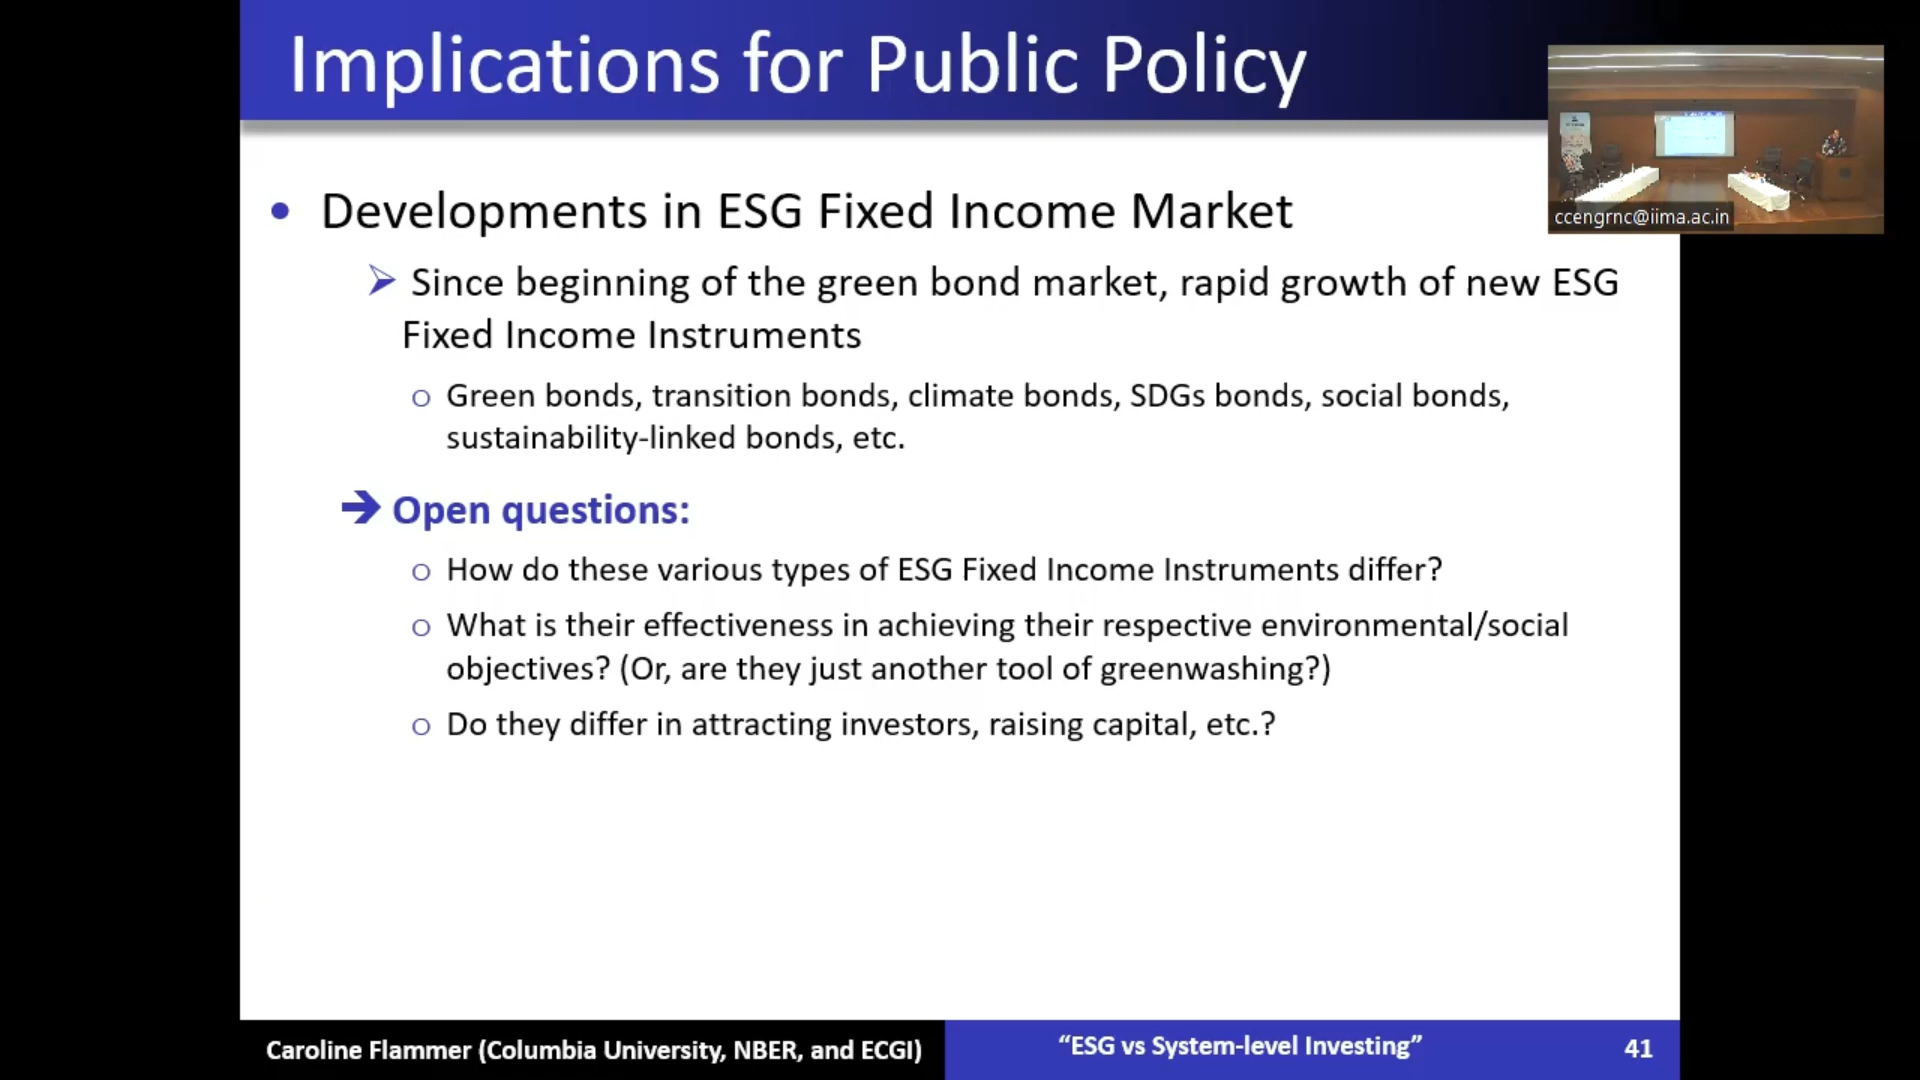 Implications for Public Policy
ccengrnc@iima.ac.in
• Developments in ESG Fixed Income Market
➢ Since beginning of the green bond market, rapid growth of new ESG
Fixed Income Instruments
o Green bonds, transition bonds, climate bonds, SDGs bonds, social bonds,
sustainability-linked bonds, etc.
➔ Open questions:
o How do these various types of ESG Fixed Income Instruments differ?
o What is their effectiveness in achieving their respective environmental/social
objectives? (Or, are they just another tool of greenwashing?)
o Do they differ in attracting investors, raising capital, etc.?
Caroline Flammer (Columbia University, NBER, and ECGI)
“ESG vs System-level Investing”
41